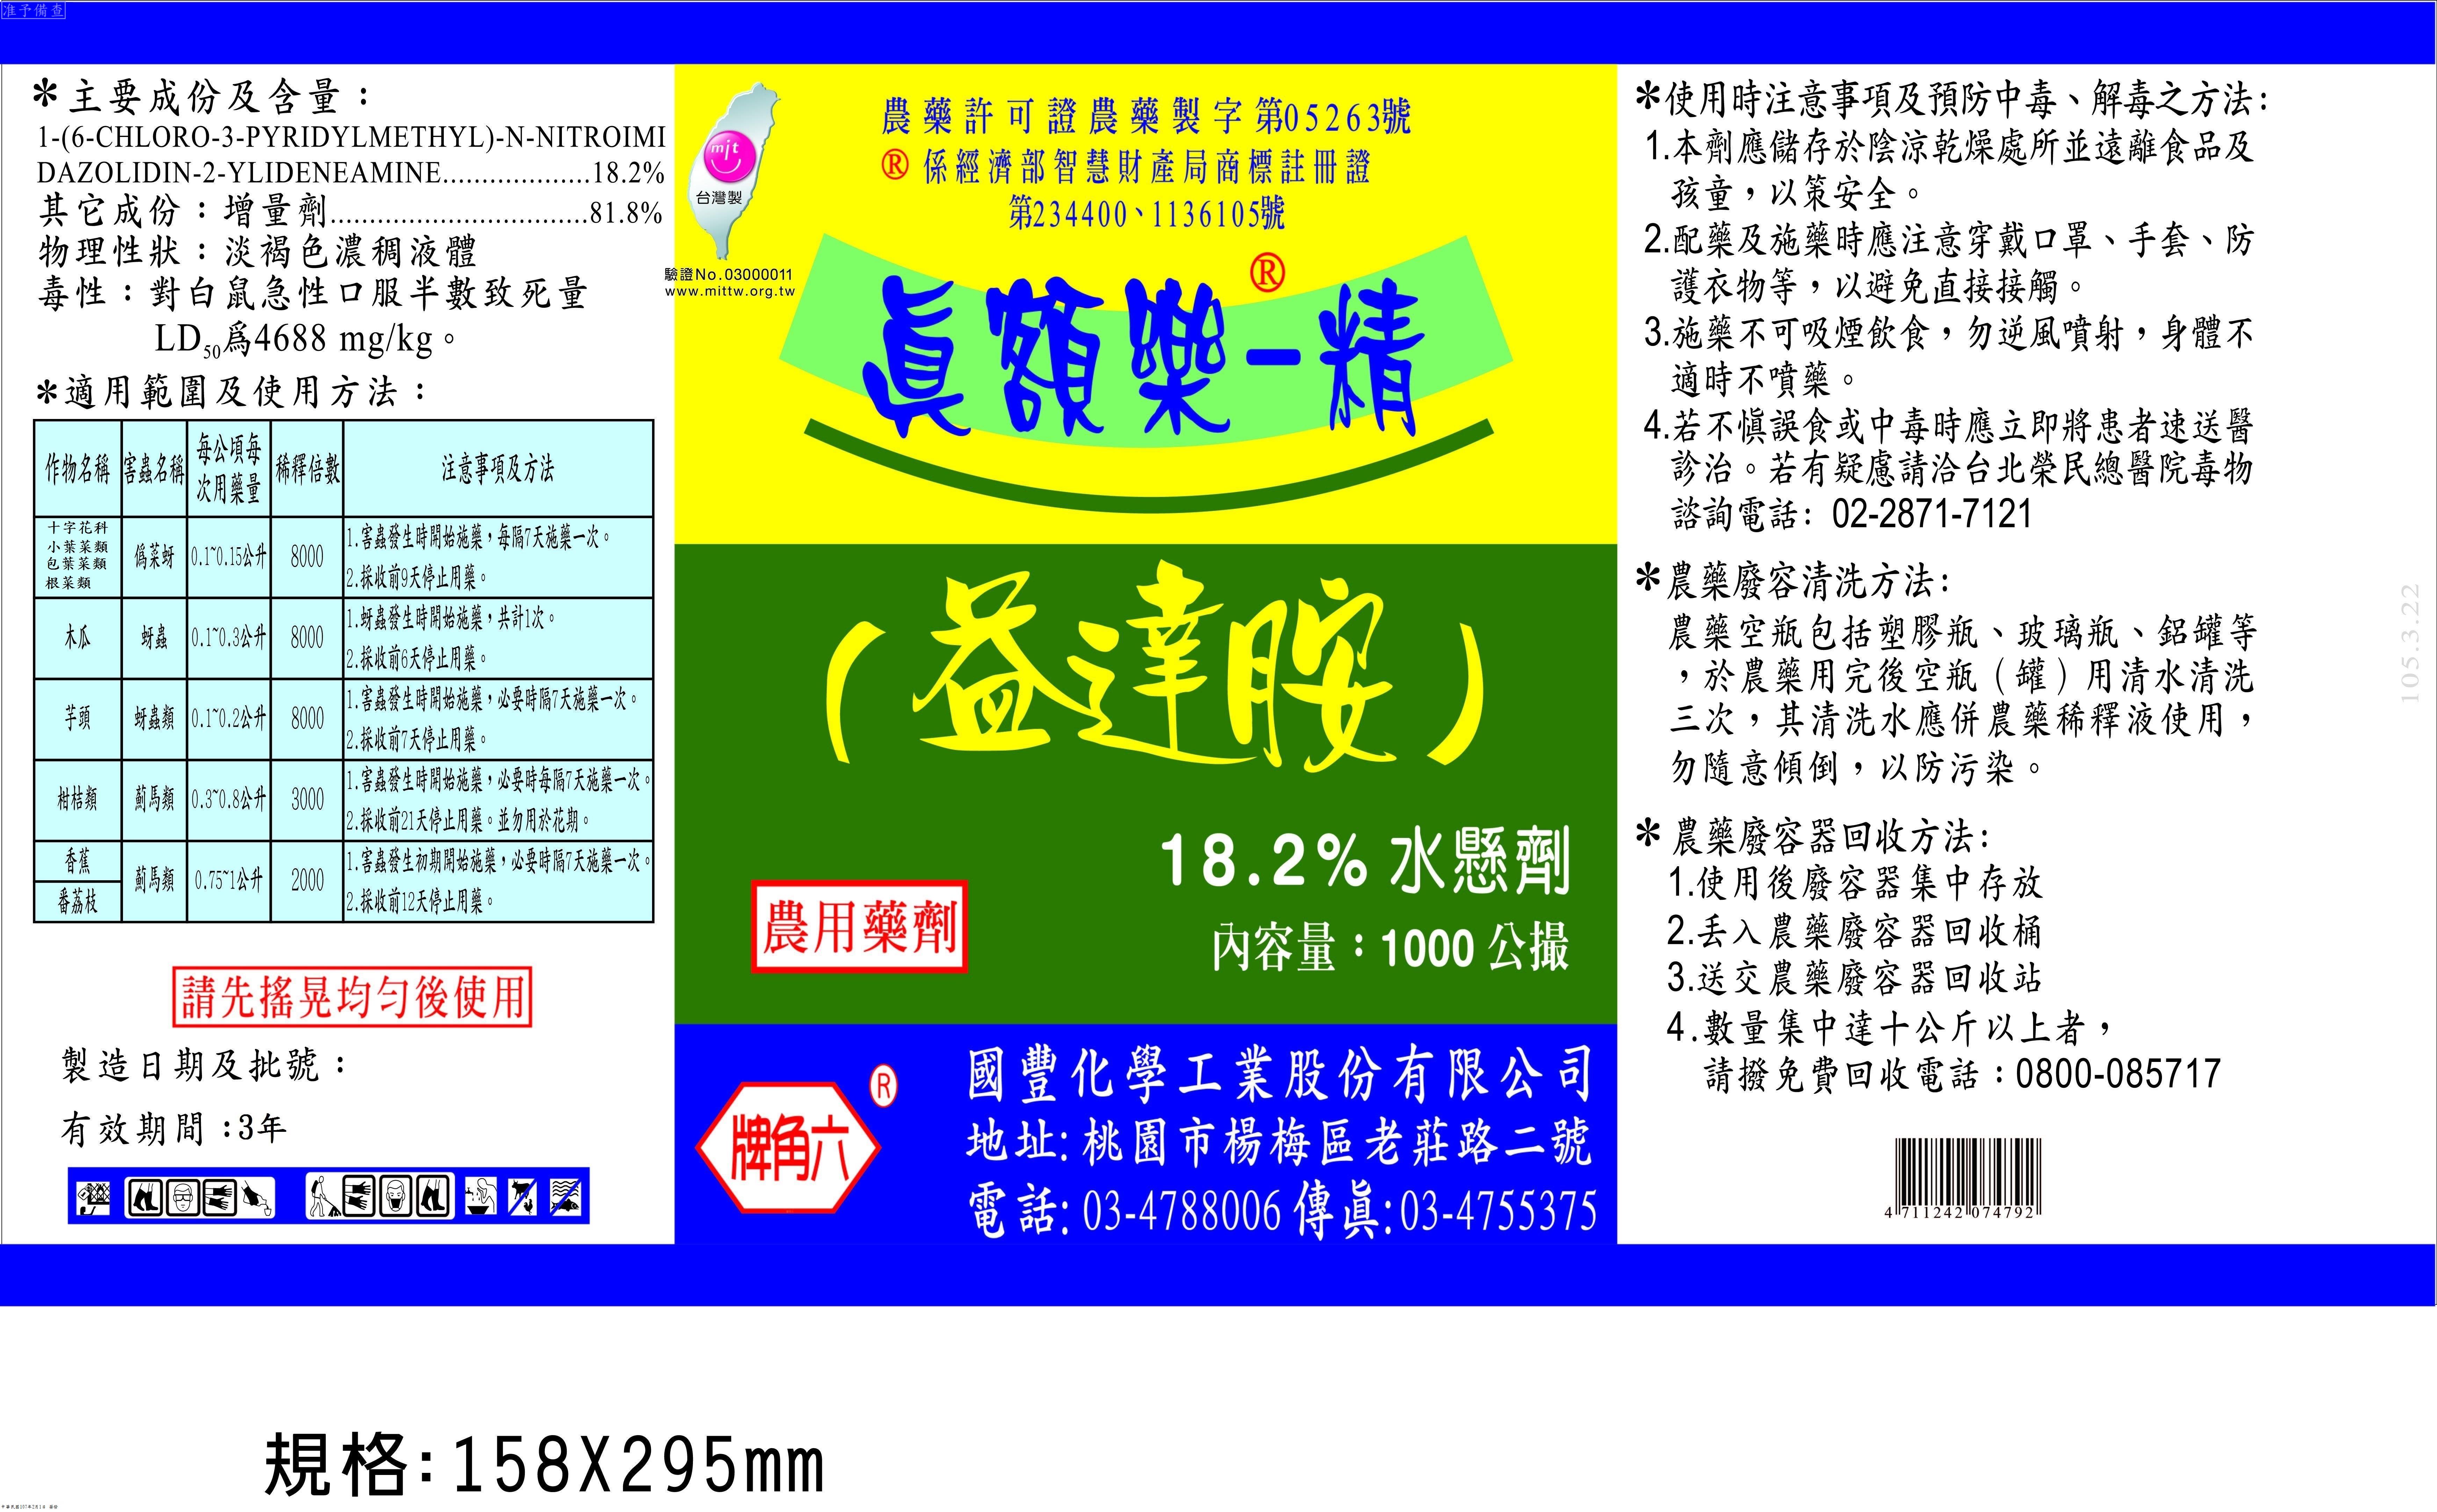 准予備查
＊主要成份及含量：
1-(6-CHLORO-3-PYRIDYLMETHYL)-N-NITROIMI
DAZOLIDIN-2-YLIDENEAMINE...................18.2%
其它成份：增量劑.................................81.8%
物理性狀：淡褐色濃稠液體
毒性：對白鼠急性口服半數致死量
LD50為4688 mg/kg。
＊適用範圍及使用方法：
作物名稱 害蟲名稱 每公頃每次用藥量 稀釋倍數 注意事項及方法
十字花科小葉菜類包葉菜類根菜類 偽菜蚜 0.1~0.15公升 8000 1.害蟲發生時開始施藥，每隔7天施藥一次。
2.採收前9天停止用藥。
木瓜 蚜蟲 0.1~0.3公升 8000 1.蚜蟲發生時開始施藥，共計1次。
2.採收前6天停止用藥。
芋頭 蚜蟲類 0.1~0.2公升 8000 1.害蟲發生時開始施藥，必要時隔7天施藥一次。
2.採收前7天停止用藥。
柑桔類 薊馬類 0.3~0.8公升 3000 1.害蟲發生時開始施藥，必要時每隔7天施藥一次。
2.採收前21天停止用藥。並勿用於花期。
香蕉 薊馬類 0.75~1公升 2000 1.害蟲發生初期開始施藥，必要時隔7天施藥一次。
番荔枝 2.採收前12天停止用藥。
請先搖晃均勻後使用
製造日期及批號：
有效期間：3年
mit
台灣製
驗證No.03000011
www.mittw.org.tw
農藥許可證農藥製字第05263號
®係經濟部智慧財產局商標註冊證
第234400、1136105號
真額樂-精®
（益達胺）
18.2% 水懸劑
農用藥劑
內容量：1000 公撮
牌角六®
國豐化學工業股份有限公司
地址:桃園市楊梅區老莊路二號
電話:03-4788006 傳真:03-4755375
＊使用時注意事項及預防中毒、解毒之方法：
1.本劑應儲存於陰涼乾燥處所並遠離食品及
孩童，以策安全。
2.配藥及施藥時應注意穿戴口罩、手套、防
護衣物等，以避免直接接觸。
3.施藥不可吸煙飲食，勿逆風噴射，身體不
適時不噴藥。
4.若不慎誤食或中毒時應立即將患者速送醫
診治。若有疑慮請洽台北榮民總醫院毒物
諮詢電話：02-2871-7121
＊農藥廢容清洗方法：
農藥空瓶包括塑膠瓶、玻璃瓶、鋁罐等
，於農藥用完後空瓶（罐）用清水清洗
三次，其清洗水應併農藥稀釋液使用，
勿隨意傾倒，以防污染。
＊農藥廢容器回收方法：
1.使用後廢容器集中存放
2.丟入農藥廢容器回收桶
3.送交農藥廢容器回收站
4.數量集中達十公斤以上者，
請撥免費回收電話：0800-085717
4 711242 074792
105.3.22
規格:158X295mm